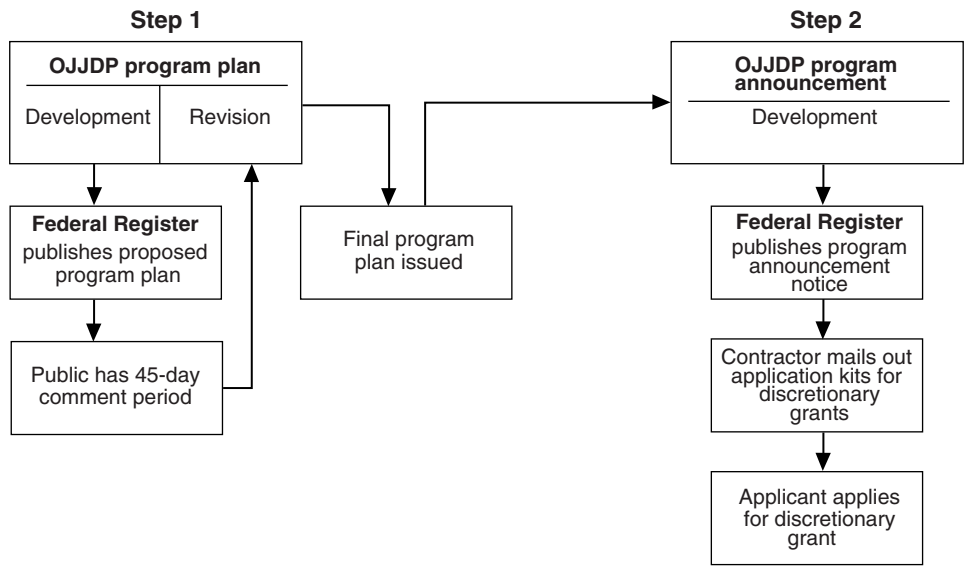 Step 1
OJJDP program plan
Development
Revision
Federal Register
publishes proposed
program plan
Public has 45-day
comment period
Final program
plan issued
Step 2
OJJDP program
announcement
Development
Federal Register
publishes program
announcement
notice
Contractor mails out
application kits for
discretionary
grants
Applicant applies
for discretionary
grant